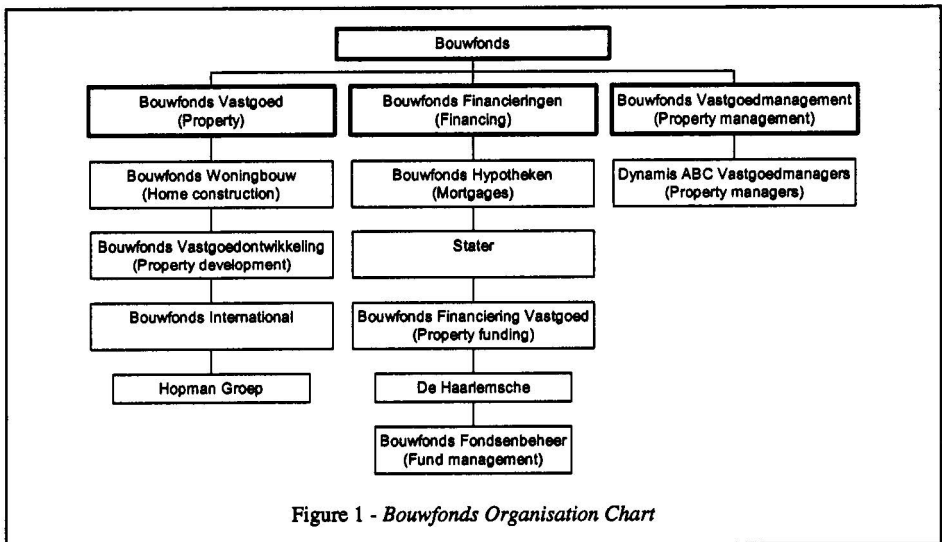 Bouwfonds
Bouwfonds Vastgoed
(Property)
Bouwfonds Financieringen
(Financing)
Bouwfonds Vastgoedmanagement
(Property management)
Bouwfonds Woningbouw
(Home construction)
Bouwfonds Hypotheken
(Mortgages)
Dynamis ABC Vastgoedmanagers
(Property managers)
Bouwfonds Vastgoedontwikkeling
(Property development)
Stater
Bouwfonds International
Bouwfonds Financiering Vastgoed
(Property funding)
Hopman Groep
De Haarlemsche
Bouwfonds Fondsenbeheer
(Fund management)
Figure 1 - Bouwfonds Organisation Chart